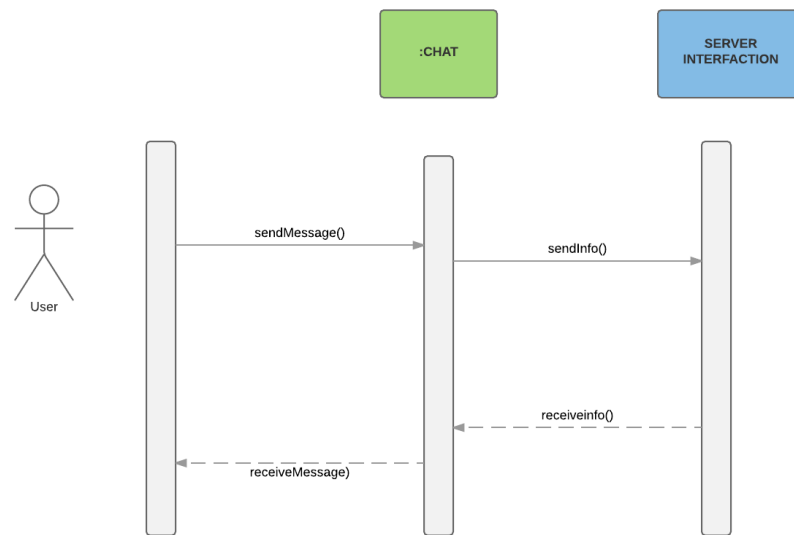 :CHAT
SERVER
INTERFACTION
sendMessage()
sendInfo()
User
receiveinfo()
receiveMessage)